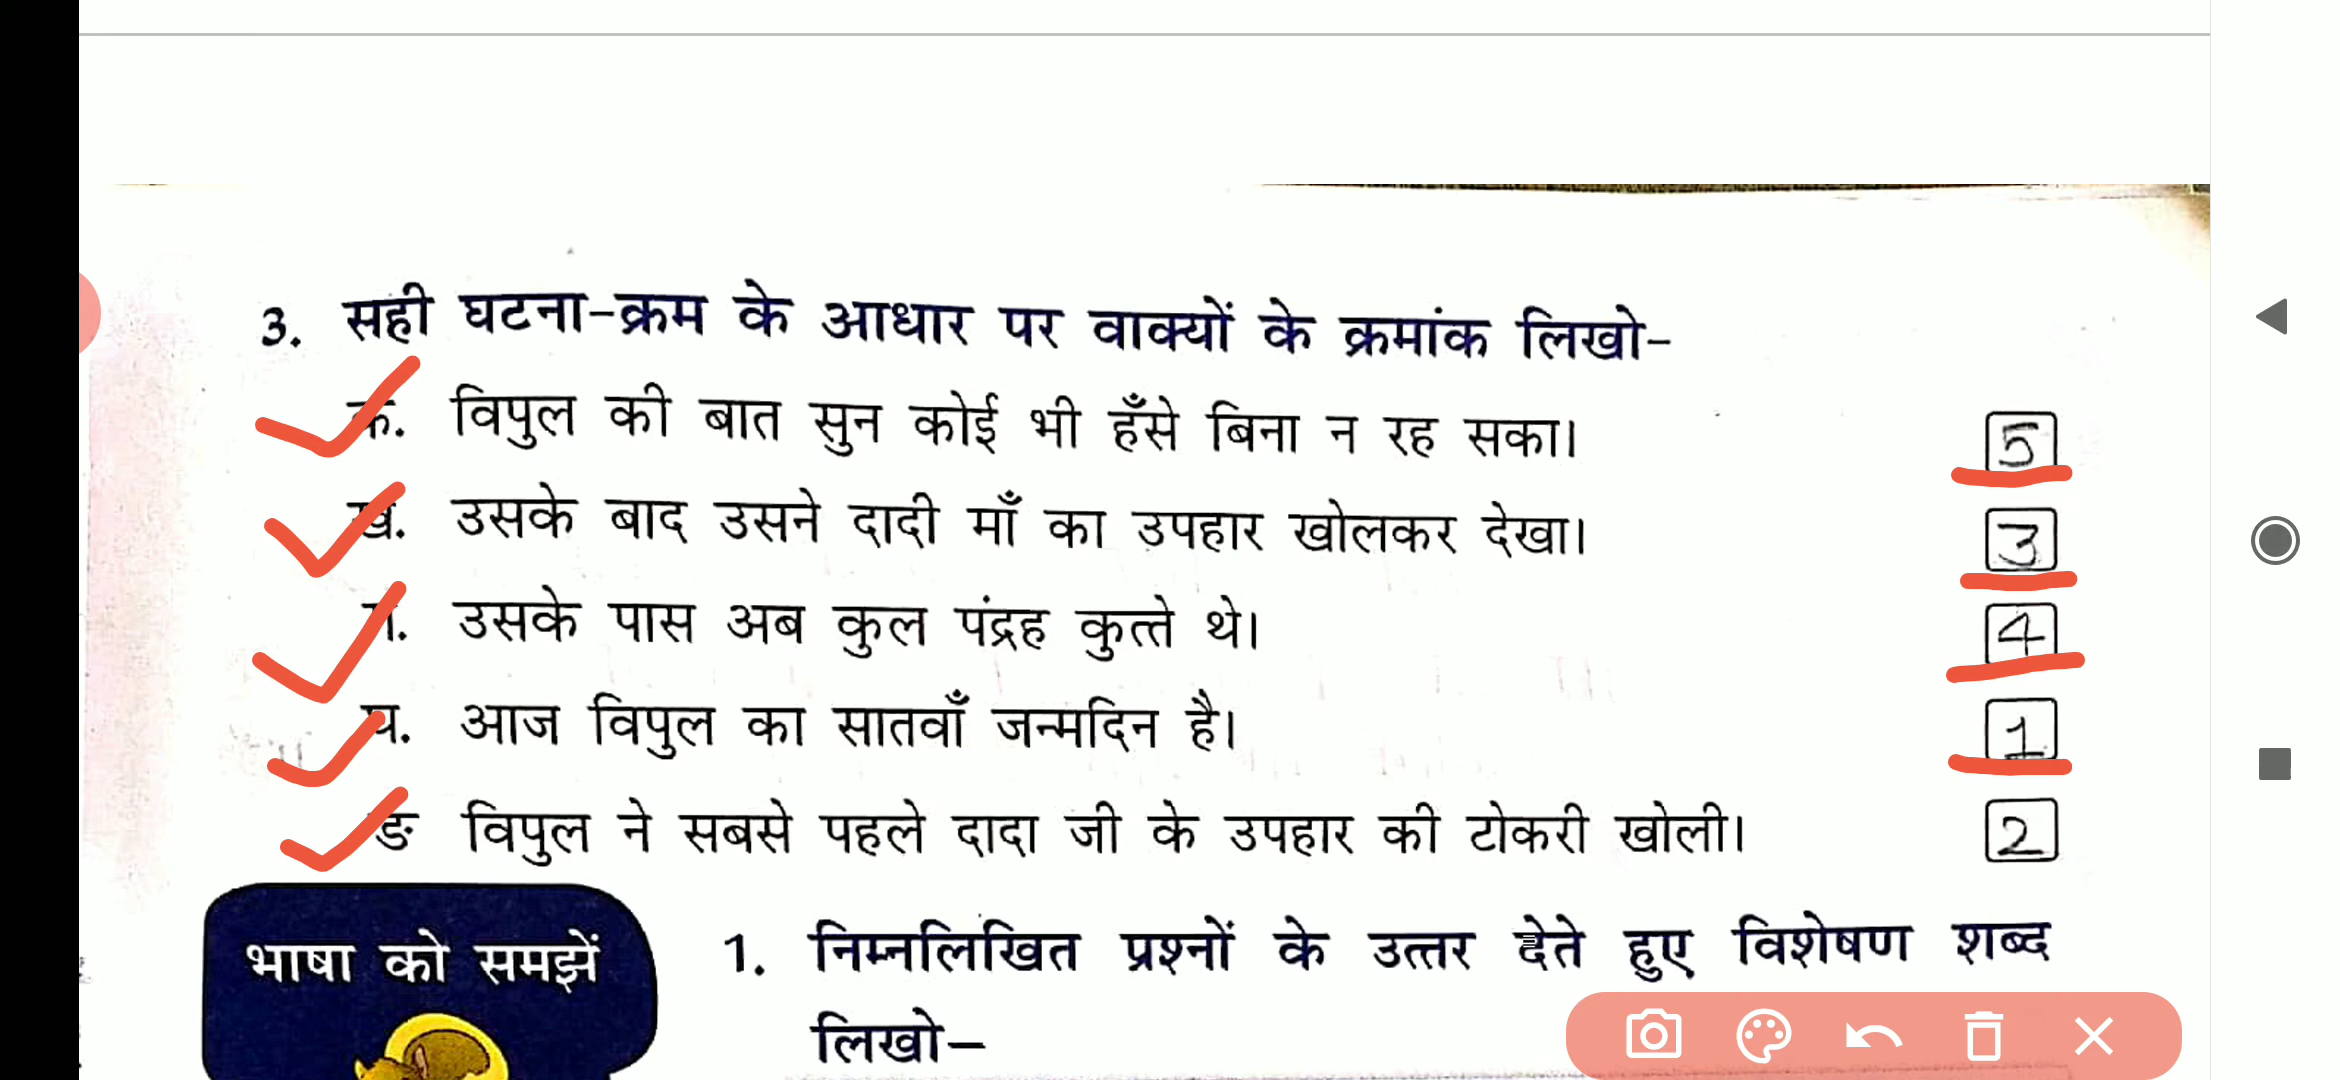 3. सही घटना-क्रम के आधार पर वाक्यों के क्रमांक लिखो-
क. विपुल की बात सुन कोई भी हँसे बिना न रह सका। 5
ख. उसके बाद उसने दादी माँ का उपहार खोलकर देखा। 3
ग. उसके पास अब कुल पंद्रह कुत्ते थे। 4
घ. आज विपुल का सातवाँ जन्मदिन है। 1
ङ विपुल ने सबसे पहले दादा जी के उपहार की टोकरी खोली। 2
भाषा को समझें
1. निम्नलिखित प्रश्नों के उत्तर देते हुए विशेषण शब्द
लिखो–